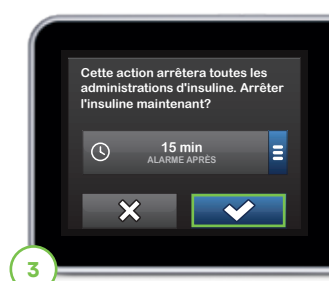 Cette action arrêtera toutes les
administrations d'insuline. Arrêter
l'insuline maintenant?
15 min
ALARME APRÈS
3